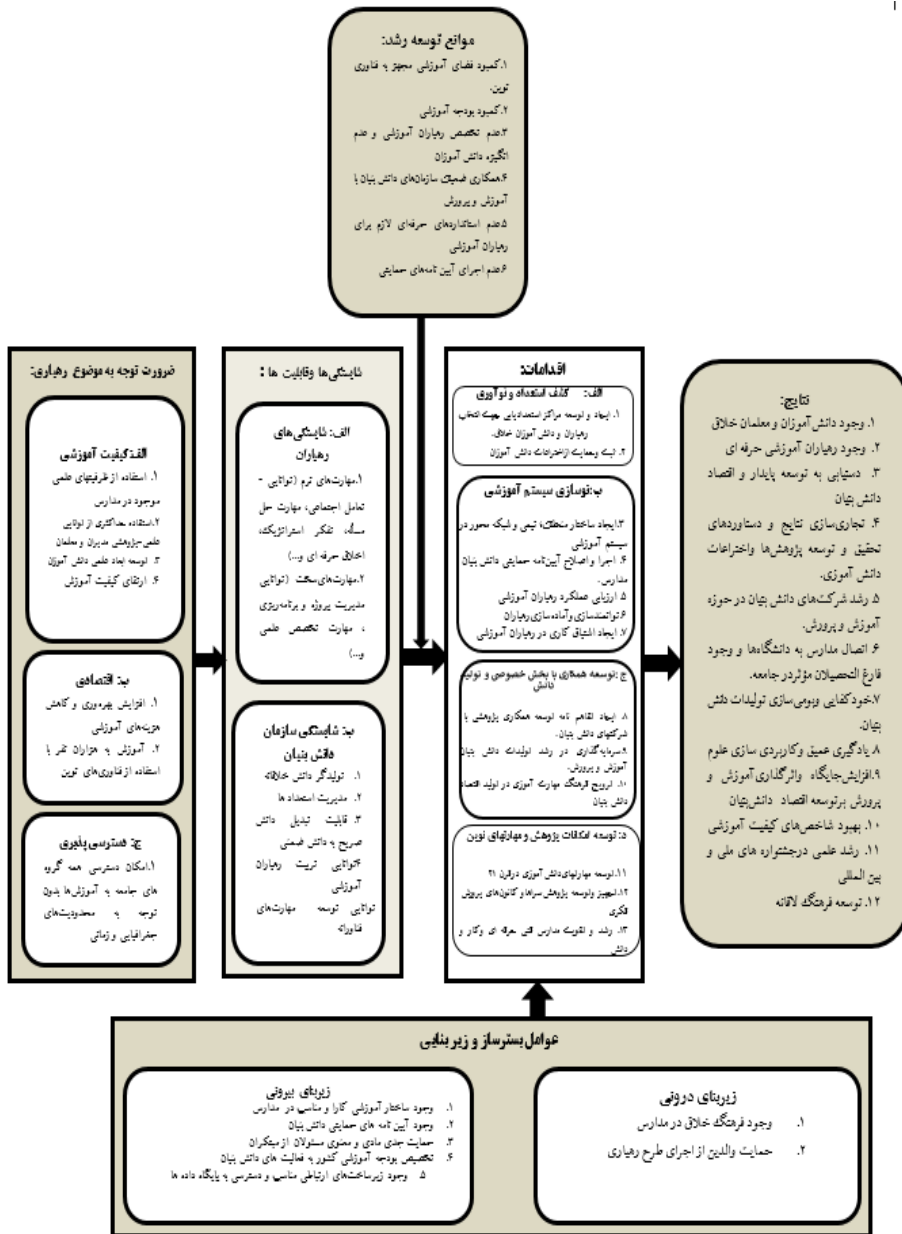 موانع توسعه رشد:
۱.کمبود فضای آموزشی مجهز به فناوری
نوین.
۲.کمبود بودجه آموزشی
۳.عدم تخصص رهیاران آموزشی و عدم
انگیزه دانش آموزان
۴.همکاری ضعیف سازمان‌های دانش بنیان با
آموزش و پرورش
۵.عدم استانداردهای حرفه‌ای لازم برای
رهیاران آموزشی
۶.عدم اجرای آیین نامه‌های حمایتی
ضرورت توجه به موضوع رهیاری:
الف:کیفیت آموزشی
۱. استفاده از ظرفیتهای علمی
موجود در مدارس
۲.استفاده حداکثری از توانایی
علمی-پژوهشی مدیران و معلمان
۳. توسعه ابعاد علمی دانش آموزان
۴. ارتقای کیفیت آموزش
ب: اقتصادی
۱. افزایش بهره‌وری و کاهش
هزینه‌های آموزشی
۲. آموزش به هزاران نفر با
استفاده از فناوری‌های نوین
ج: دسترسی پذیری
۱.امکان دسترسی همه گروه
های جامعه به آموزش‌ها بدون
توجه به محدودیت‌های
جغرافیایی و زمانی
شایستگی‌ها وقابلیت ها :
الف: شایستگی‌های
رهیاران
۱.مهارت‌های نرم (توانایی -
تعامل اجتماعی، مهارت حل
مسأله، تفکر استراتژیک،
اخلاق حرفه ای و...)
۲.مهارت‌های سخت (توانایی
مدیریت پروژه و برنامه‌ریزی
، مهارت تخصص علمی
و...)
ب: شایستگی سازمان
دانش بنیان
۱. تولیدگر دانش خلاقانه
۲. مدیریت استعداد ها
۳. قابلیت تبدیل دانش
صریح به دانش ضمنی
۴.توانایی تربیت رهیاران
آموزشی
توانایی توسعه مهارت‌های
فناورانه
اقدامات:
الف: کشف استعداد و نوآوری
۱. ایجاد و توسعه مراکز استعدادیابی جهت انتخاب
رهیاران و دانش آموزان خلاق.
۲. ثبت وحمایت ازاختراعات دانش آموزان
ب:نوسازی سیستم آموزشی
۳.ایجاد ساختار منعطف، تیمی و شبکه محور در
سیستم آموزشی
۴. اجرا و اصلاح آیین‌نامه حمایتی دانش بنیان
مدارس.
۵.ارزیابی عملکرد رهیاران آموزشی
۶.توانمندسازی وآماده سازی رهیاران
۷. ایجاد اشتیاق کاری در رهیاران آموزشی
ج:توسعه همکاری با بخش خصوصی و تولید
دانش
۸. ایجاد تفاهم نامه توسعه همکاری پژوهشی با
شرکتهای دانش بنیان.
۹.سرمایه‌گذاری در رشد تولیدات دانش بنیان
آموزش و پرورش.
۱۰. ترویج فرهنگ مهارت آموزی در تولید اقتصاد
دانش بنیان
د: توسعه امکانات پژوهش و مهارتهای نوین
۱۱.توسعه مهارتهای‌دانش آموزی درقرن ۲۱
۱۲.تجهیز وتوسعه پژوهش سراها و کانون‌های پرورش
فکری
۱۳. رشد و تقویت مدارس فنی حرفه ای وکار و
دانش
نتایج:
۱. وجود دانش آموزان و معلمان خلاق
۲. وجود رهیاران آموزشی حرفه ای
۳. دستیابی به توسعه پایدار و اقتصاد
دانش بنیان
۴. تجاری‌سازی نتایج و دستاوردهای
تحقیق و توسعه پژوهش‌ها واختراعات
دانش آموزی.
۵. رشد شرکت‌های دانش بنیان در حوزه
آموزش و پرورش.
۶. اتصال مدارس به دانشگاه‌ها و وجود
فارغ التحصیلان مؤثردر جامعه.
۷.خودکفایی وبومی‌سازی تولیدات دانش
بنیان.
۸.یادگیری عمیق وکاربردی سازی علوم
۹.افزایش‌جایگاه واثرگذاری‌آموزش و
پرورش برتوسعه اقتصاد دانش‌بنیان
۱۰. بهبود شاخص‌های کیفیت آموزشی
۱۱. رشد علمی درجشنواره های ملی و
بین المللی
۱۲. توسعه فرهنگ لاقانه
عوامل بسترساز و زیربنایی
زیربنای درونی
۱. وجود فرهنگ خلاق در مدارس
۲. حمایت والدین از اجرای طرح رهیاری
زیربنای بیرونی
۱. وجود ساختار آموزشی کارا و مناسب در مدارس
۲. وجود آیین نامه های حمایتی دانش بنیان
۳. حمایت جدی مادی و معنوی مسئولان از مبتکران
۴. تخصیص بودجه آموزشی کشور به فعالیت های دانش بنیان
۵ وجود زیرساخت‌های ارتباطی مناسب و دسترسی به پایگاه داده ها